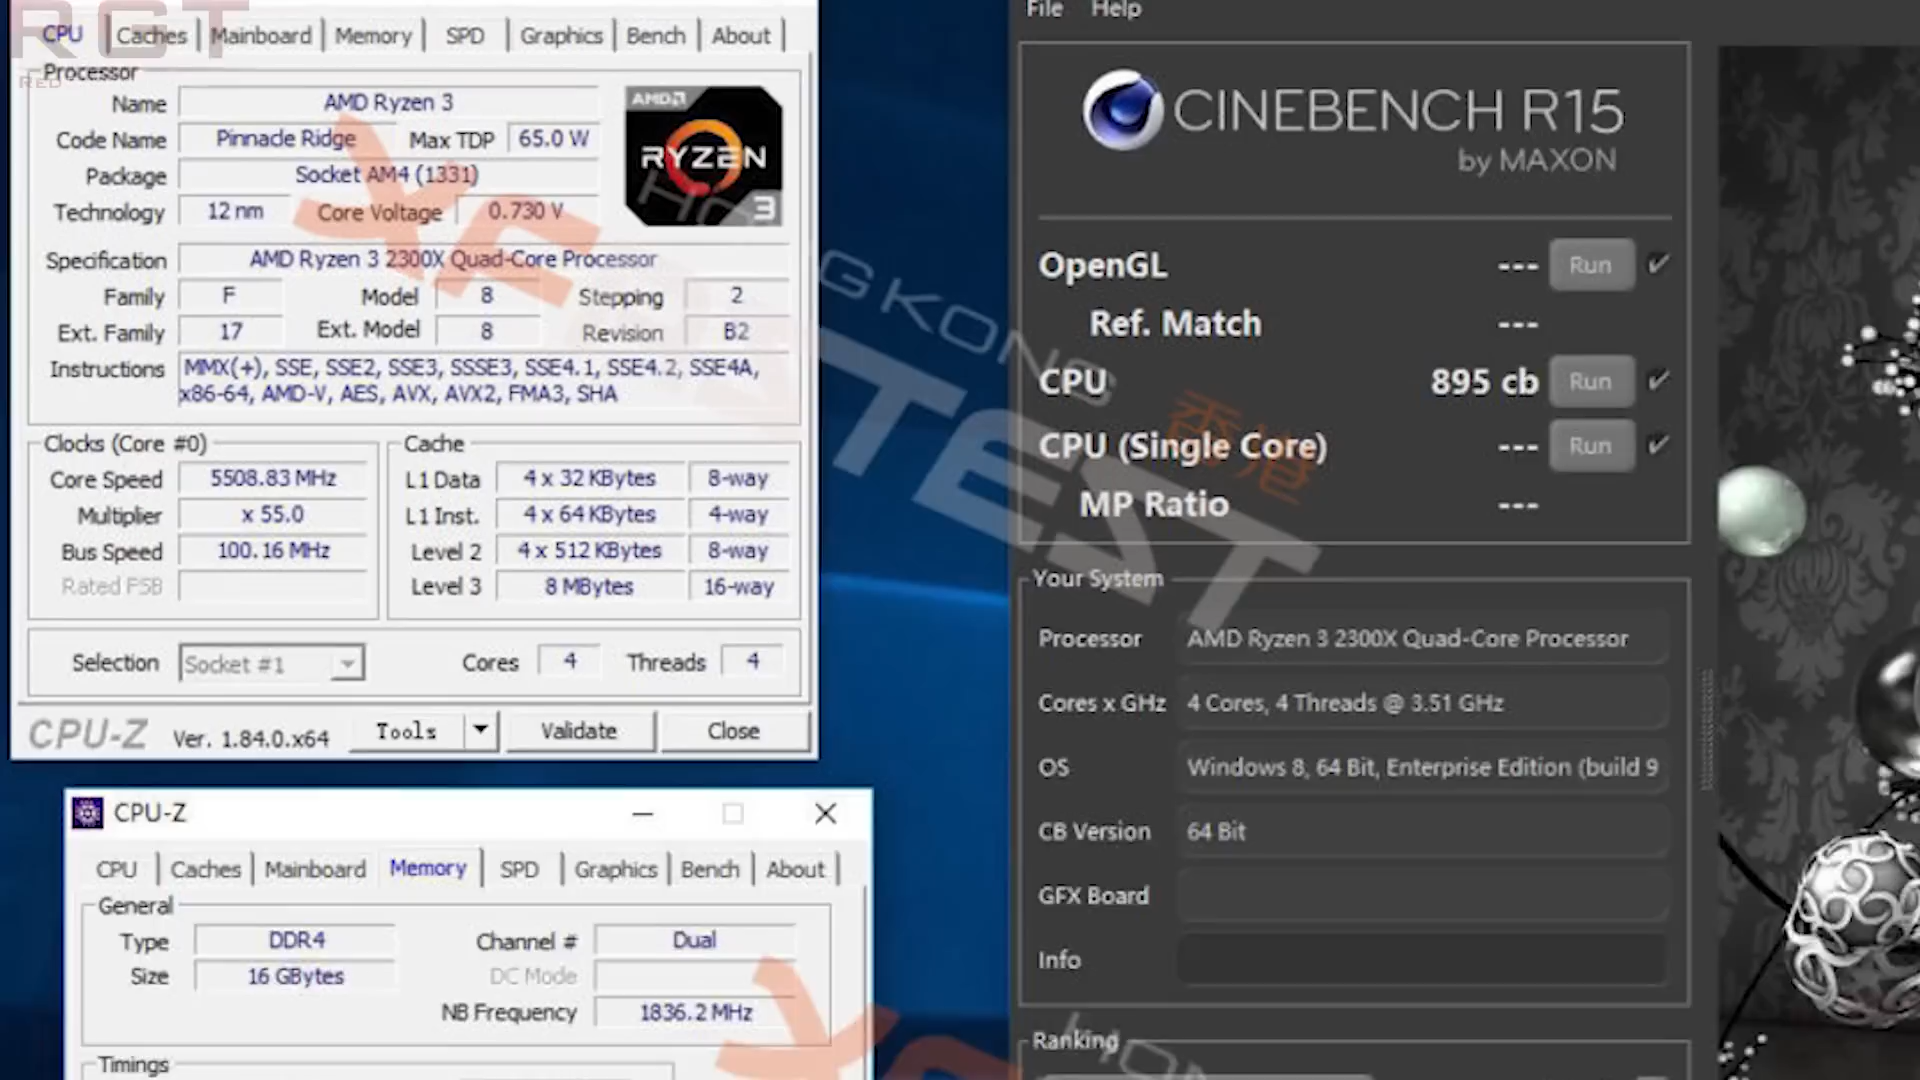 RGT
RED
CPU Caches Mainboard Memory SPD Graphics Bench About
Processor
Name AMD Ryzen 3
Code Name Pinnacle Ridge Max TDP 65.0 W
Package Socket AM4 (1331)
Technology 12 nm Core Voltage 0.730 V
AMD
RYZEN
3
Specification AMD Ryzen 3 2300X Quad-Core Processor
Family F Model 8 Stepping 2
Ext. Family 17 Ext. Model 8 Revision B2
Instructions MMX(+), SSE, SSE2, SSE3, SSSE3, SSE4.1, SSE4.2, SSE4A,
x86-64, AMD-V, AES, AVX, AVX2, FMA3, SHA
Clocks (Core #0)
Core Speed 5508.83 MHz
Multiplier x 55.0
Bus Speed 100.16 MHz
Rated FSB
Cache
L1 Data 4 x 32 KBytes 8-way
L1 Inst. 4 x 64 KBytes 4-way
Level 2 4 x 512 KBytes 8-way
Level 3 8 MBytes 16-way
Selection Socket #1 Cores 4 Threads 4
CPU-Z Ver. 1.84.0.x64 Tools Validate Close
CPU-Z
CPU Caches Mainboard Memory SPD Graphics Bench About
General
Type DDR4 Channel # Dual
Size 16 GBytes DC Mode
NB Frequency 1836.2 MHz
Timings
File Help
CINEBENCH R15
by MAXON
OpenGL --- Run
Ref. Match ---
CPU 895 cb Run
CPU (Single Core) --- Run
MP Ratio ---
Your System
Processor AMD Ryzen 3 2300X Quad-Core Processor
Cores x GHz 4 Cores, 4 Threads @ 3.51 GHz
OS Windows 8, 64 Bit, Enterprise Edition (build 9
CB Version 64 Bit
GFX Board
Info
Ranking
XFASTEST
HONGKONG
香港